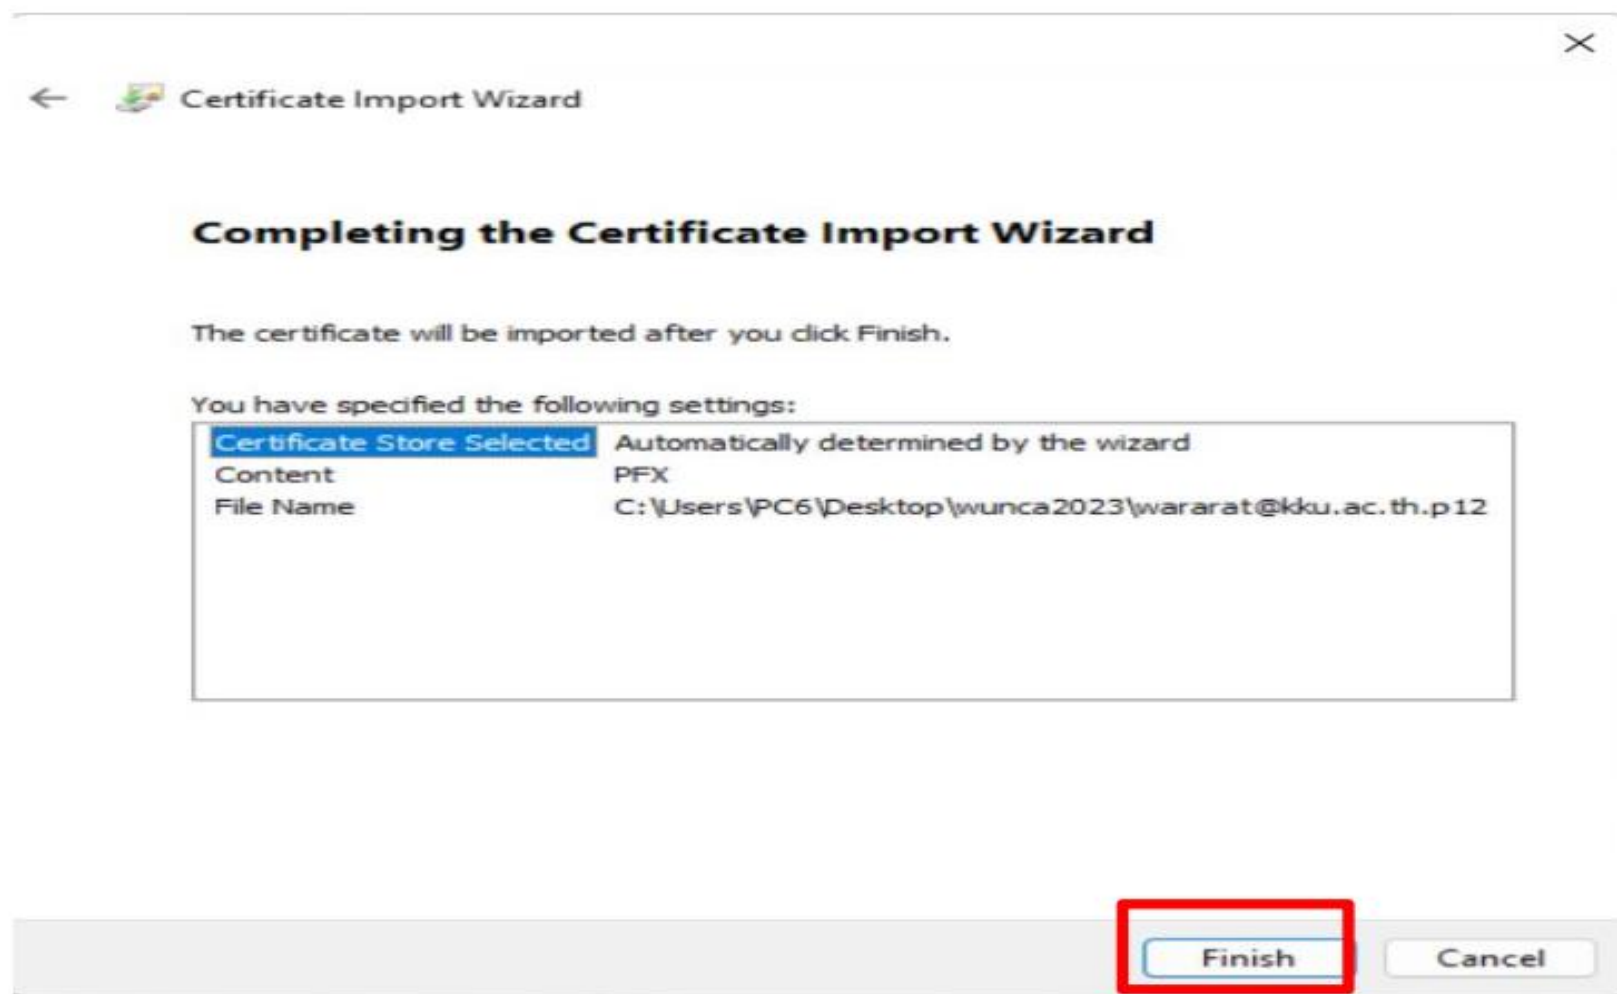 Certificate Import Wizard
Completing the Certificate Import Wizard
The certificate will be imported after you click Finish.
You have specified the following settings:
Certificate Store Selected Automatically determined by the wizard
Content PFX
File Name C:\Users\PC6\Desktop\wunca2023\wararat@kku.ac.th.p12
Finish Cancel